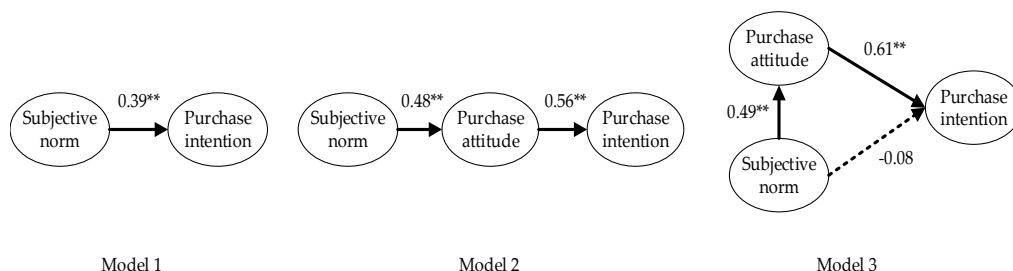 0.39**
Subjective
norm
Purchase
intention
Model 1
0.48**
0.56**
Subjective
norm
Purchase
attitude
Purchase
intention
Model 2
Purchase
attitude
0.61**
Purchase
intention
0.49**
-0.08
Subjective
norm
Model 3